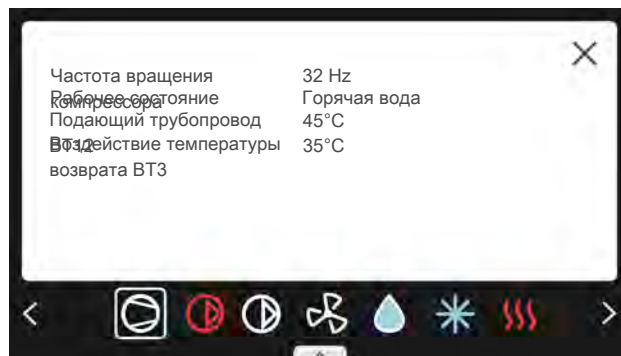 Частота вращения 32 Hz
компрессора
Рабочее состояние Горячая вода
Подающий трубопровод 45°C
BT12
Воздействие температуры 35°C
возврата BT3